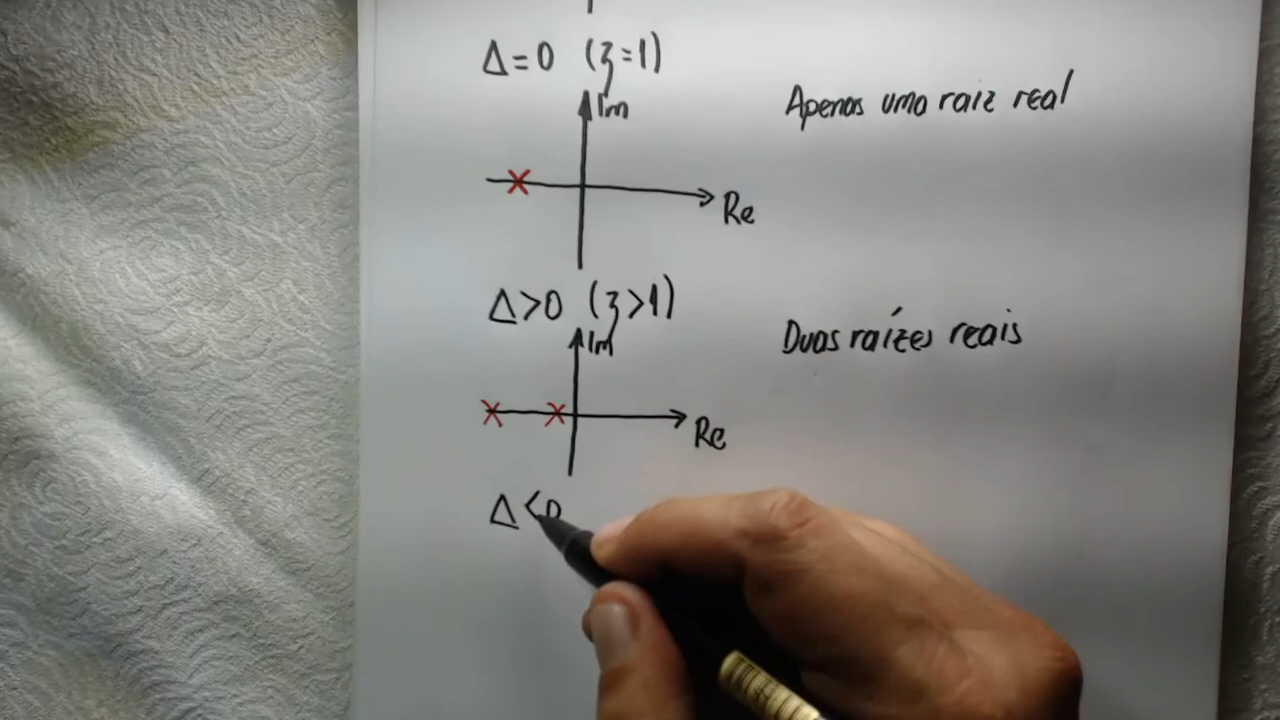 Δ=0 (ζ=1)
Im
Apenas uma raiz real
Re
Δ>0 (ζ>1)
Im
Duas raízes reais
Re
Δ<0